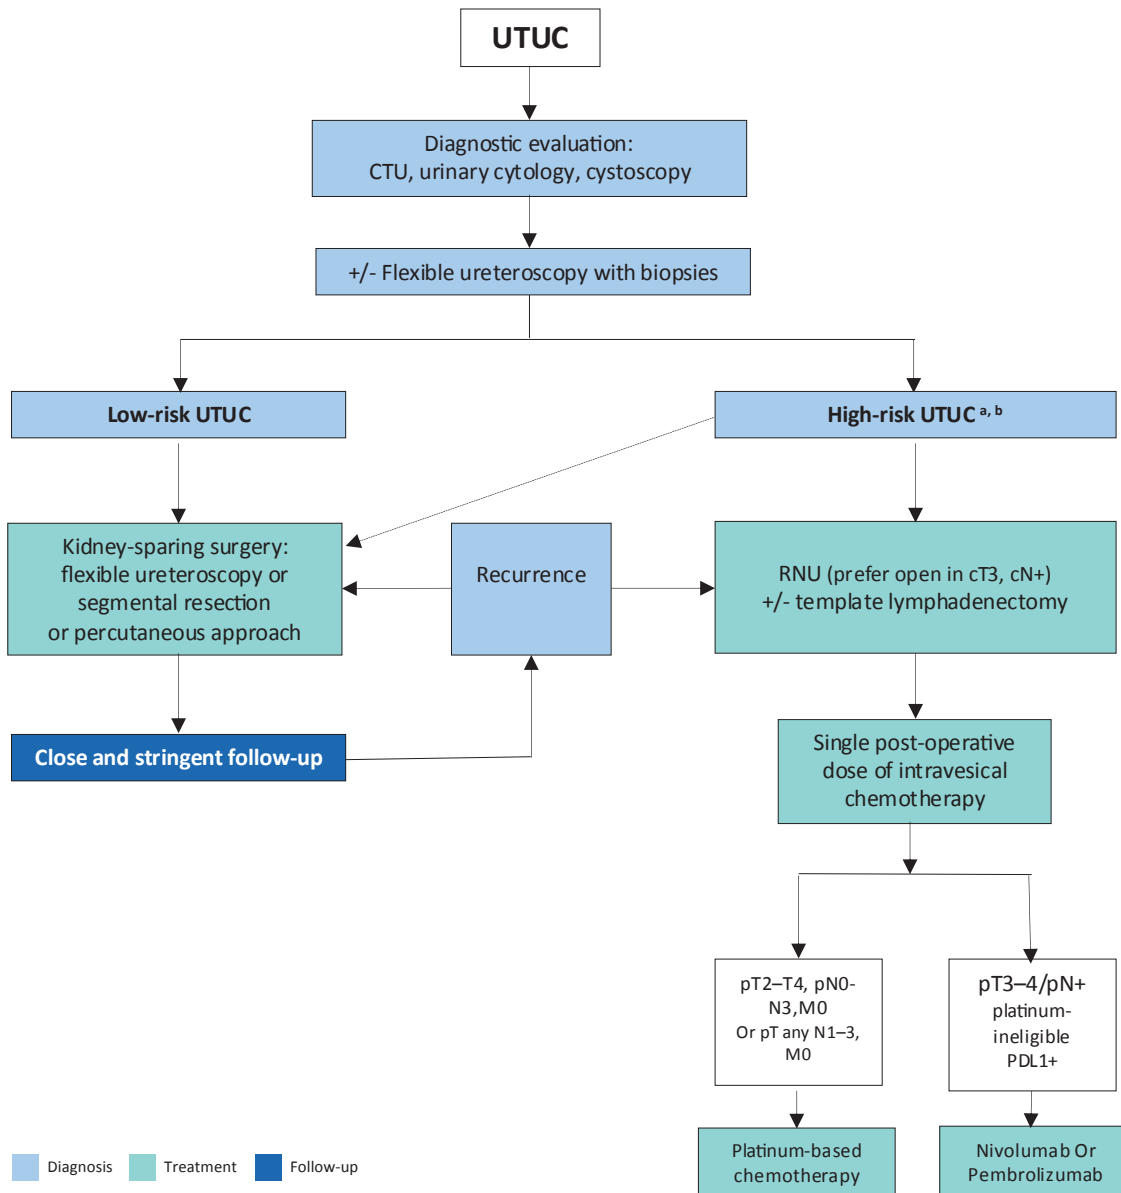 UTUC
Diagnostic evaluation:
CTU, urinary cytology, cystoscopy
+/- Flexible ureteroscopy with biopsies
Low-risk UTUC
High-risk UTUC a, b
Kidney-sparing surgery:
flexible ureteroscopy or
segmental resection
or percutaneous approach
Recurrence
RNU (prefer open in cT3, cN+)
+/- template lymphadenectomy
Close and stringent follow-up
Single post-operative
dose of intravesical
chemotherapy
pT2–T4, pN0-
N3,M0
Or pT any N1–3,
M0
pT3–4/pN+
platinum-
ineligible
PDL1+
Platinum-based
chemotherapy
Nivolumab Or
Pembrolizumab
Diagnosis
Treatment
Follow-up